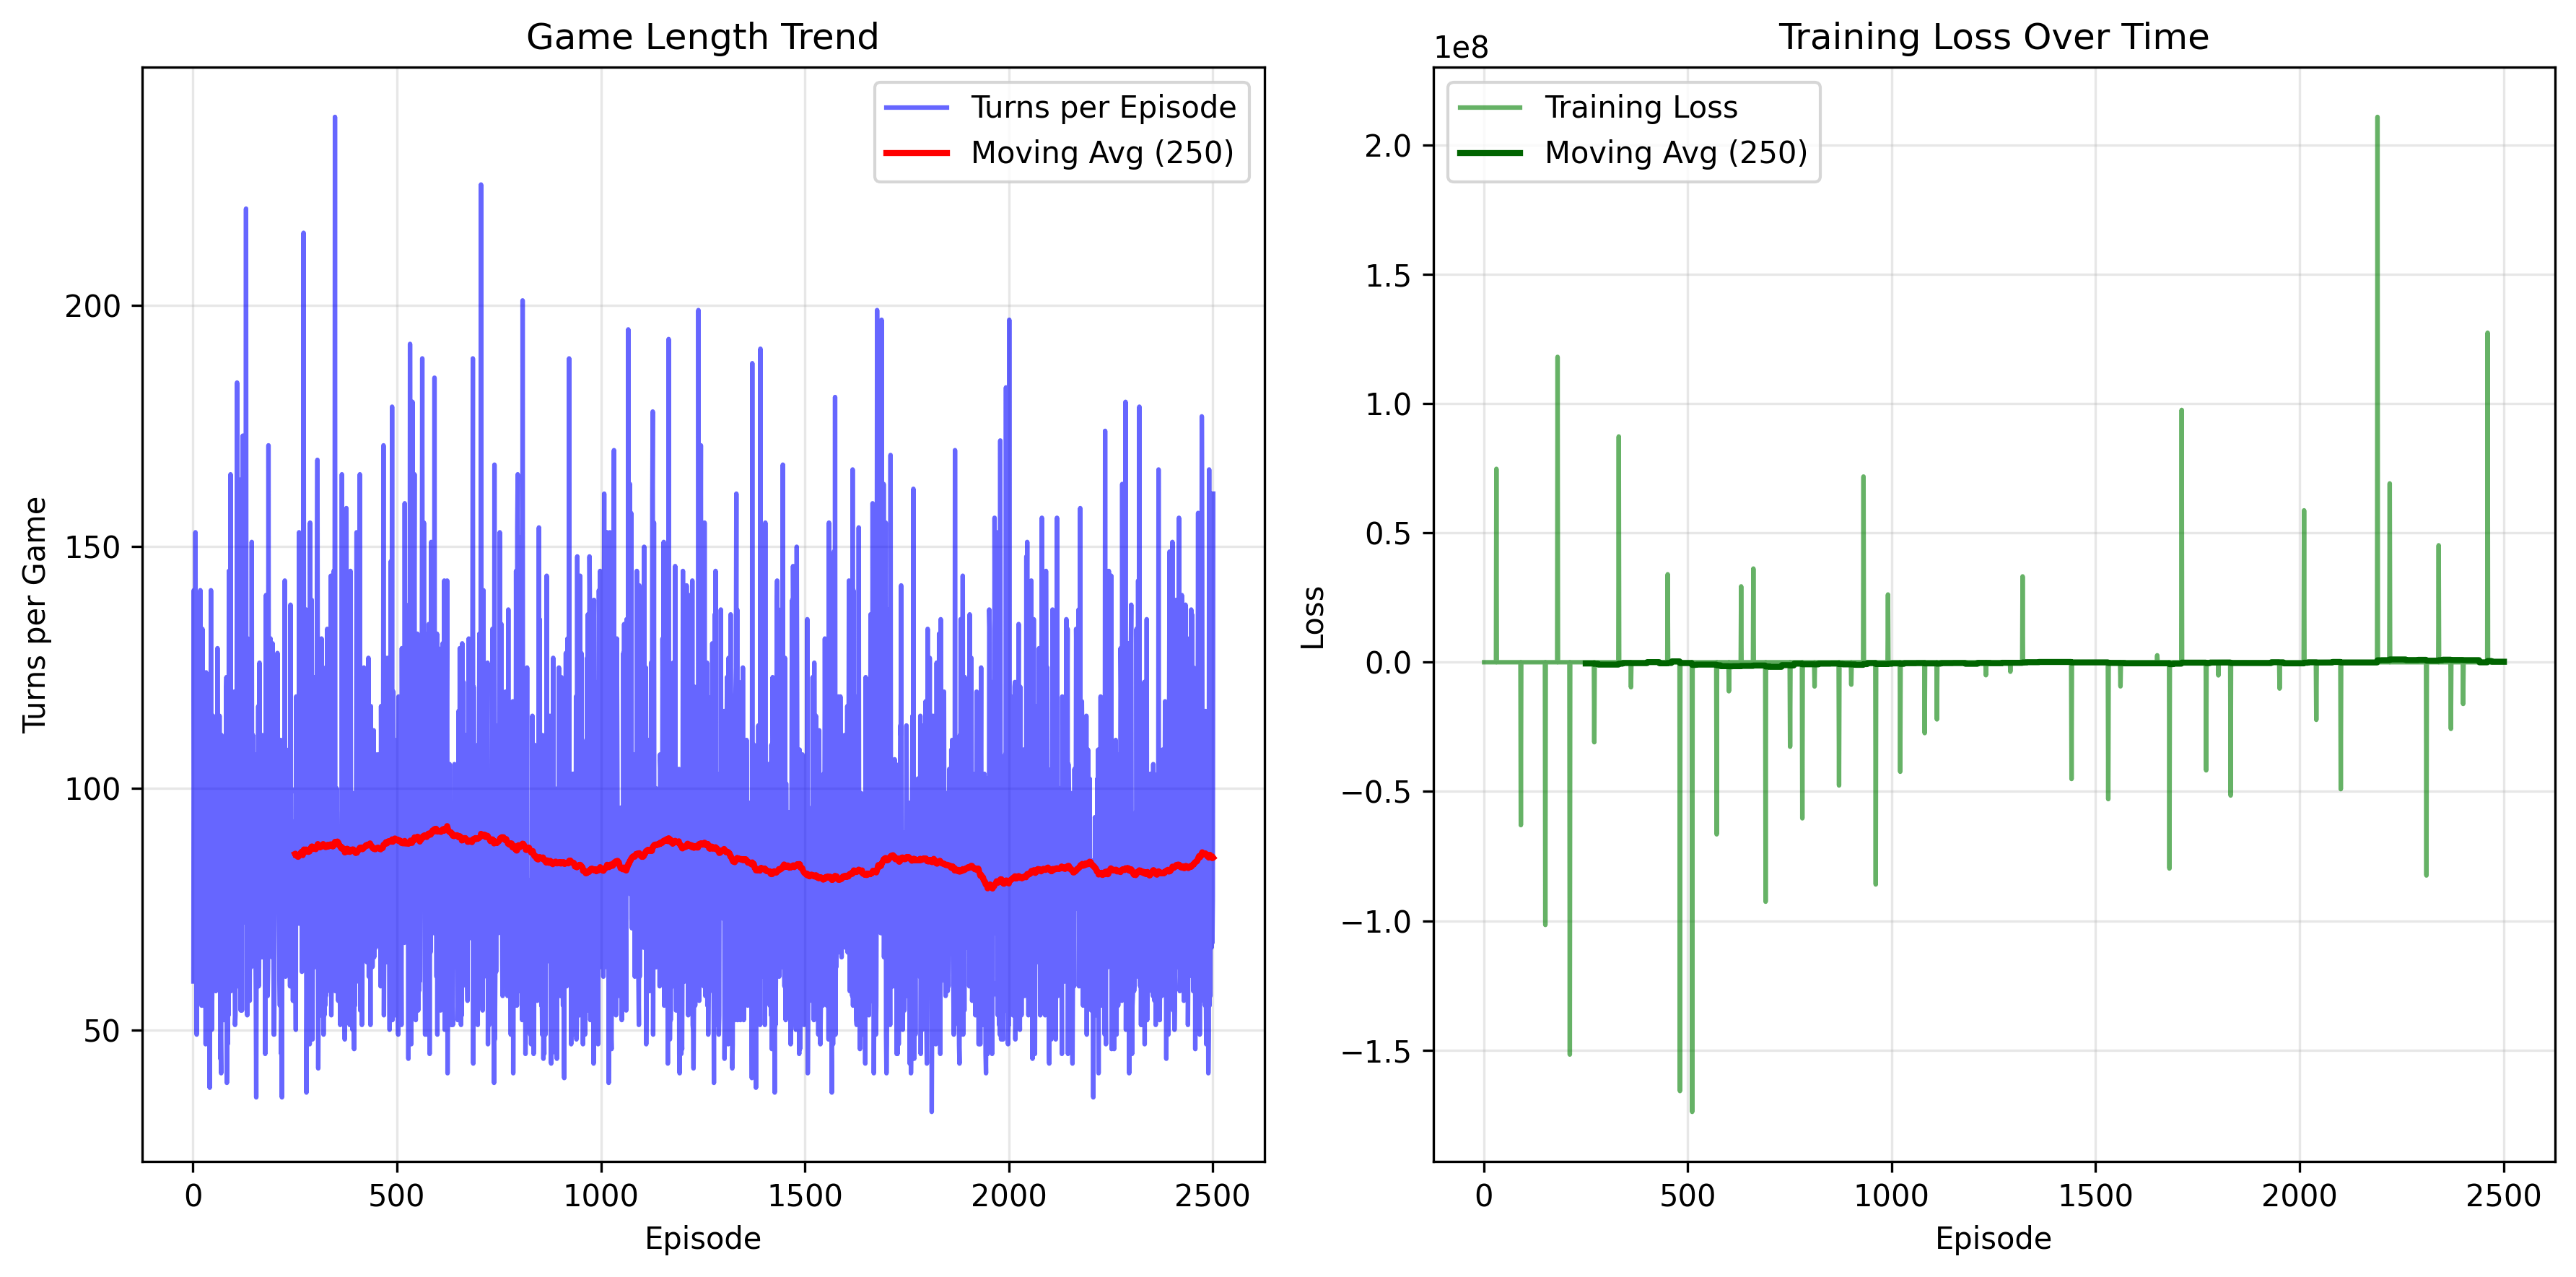 Game Length Trend
Turns per Episode
Moving Avg (250)
200
150
100
50
Turns per Game
0
500
1000
1500
2000
2500
Episode
Training Loss Over Time
1e8
Training Loss
Moving Avg (250)
2.0
1.5
1.0
0.5
0.0
−0.5
−1.0
−1.5
Loss
0
500
1000
1500
2000
2500
Episode